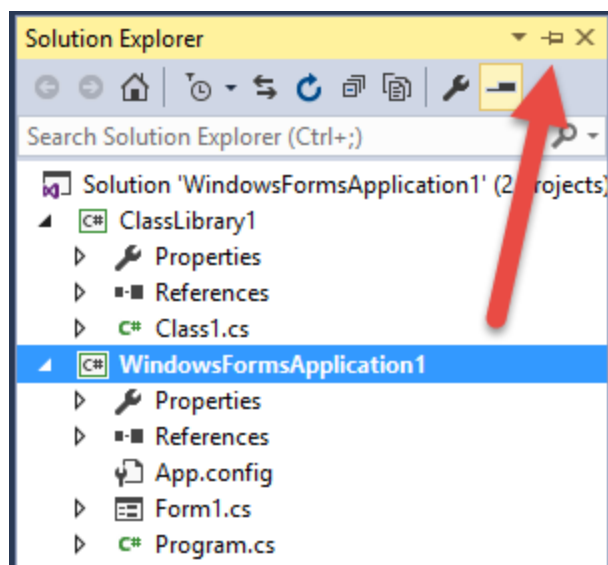 Solution Explorer
Search Solution Explorer (Ctrl+;)
Solution 'WindowsFormsApplication1' (2 rojects)
C# ClassLibrary1
Properties
References
C# Class1.cs
C# WindowsFormsApplication1
Properties
References
App.config
Form1.cs
C# Program.cs